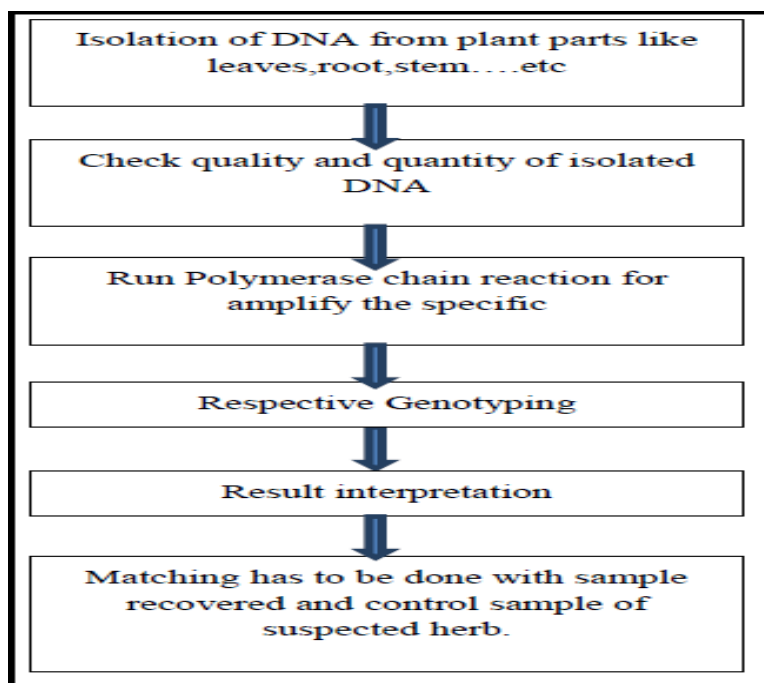 Isolation of DNA from plant parts like
leaves,root,stem….etc
Check quality and quantity of isolated
DNA
Run Polymerase chain reaction for
amplify the specific
Respective Genotyping
Result interpretation
Matching has to be done with sample
recovered and control sample of
suspected herb.